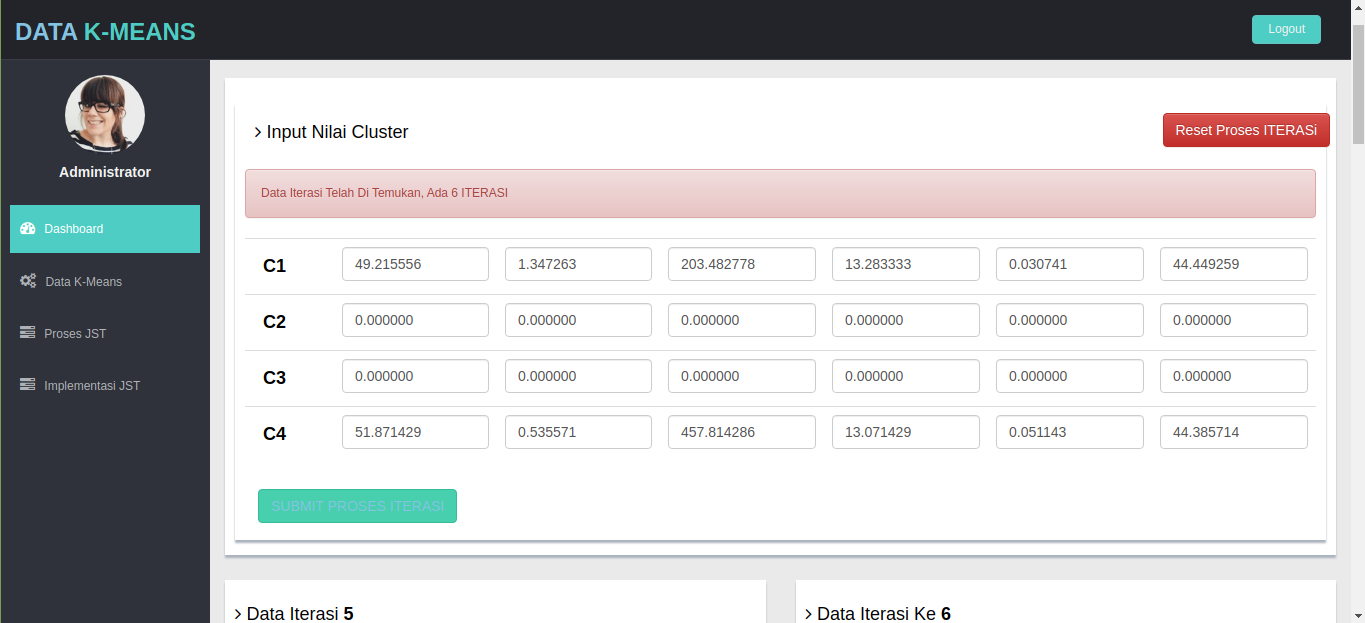 DATA K-MEANS
Logout
Administrator
Dashboard
Data K-Means
Proses JST
Implementasi JST
Input Nilai Cluster
Reset Proses ITERASi
Data Iterasi Telah Di Temukan, Ada 6 ITERASI
C1 49.215556 1.347263 203.482778 13.283333 0.030741 44.449259
C2 0.000000 0.000000 0.000000 0.000000 0.000000 0.000000
C3 0.000000 0.000000 0.000000 0.000000 0.000000 0.000000
C4 51.871429 0.535571 457.814286 13.071429 0.051143 44.385714
SUBMIT PROSES ITERASI
Data Iterasi 5
Data Iterasi Ke 6